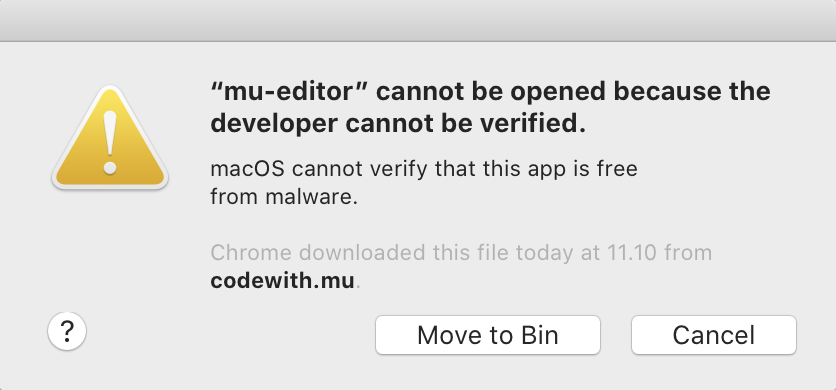 “mu-editor” cannot be opened because the
developer cannot be verified.
macOS cannot verify that this app is free
from malware.
Chrome downloaded this file today at 11.10 from
codewith.mu.
?
Move to Bin
Cancel